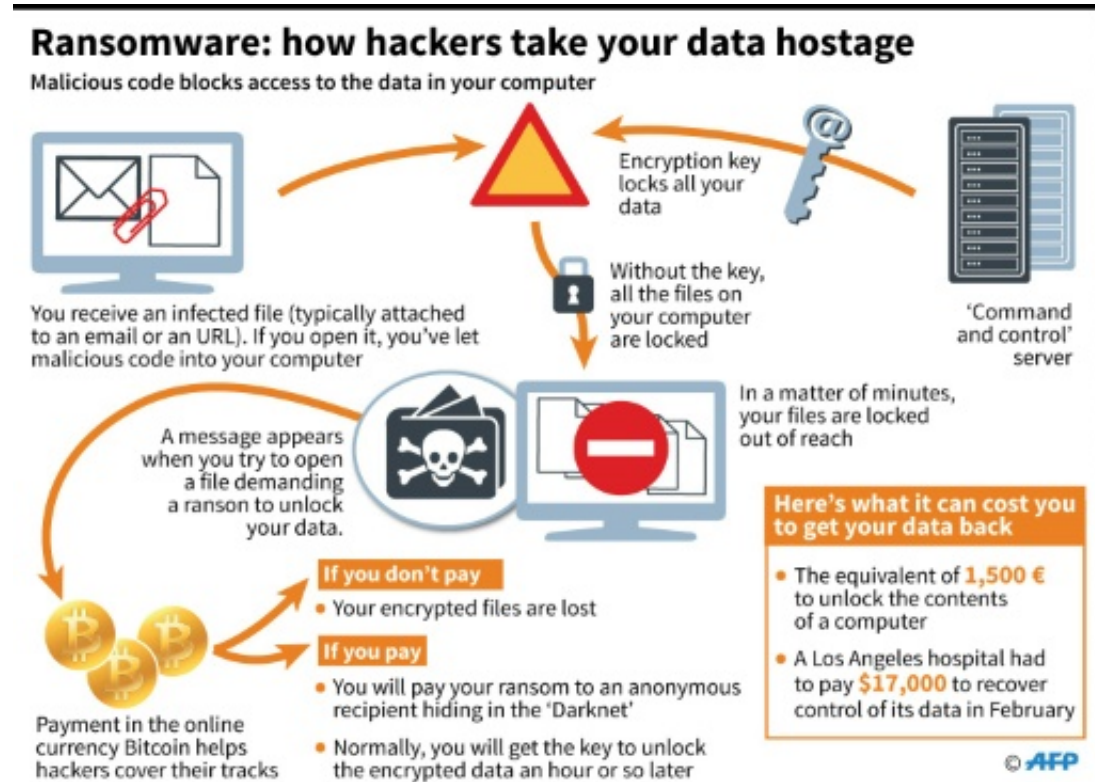 Ransomware: how hackers take your data hostage
Malicious code blocks access to the data in your computer
@
Encryption key
locks all your
data
You receive an infected file (typically attached
to an email or an URL). If you open it, you've let
malicious code into your computer
Without the key,
all the files on
your computer
are locked
'Command
and control'
server
In a matter of minutes,
your files are locked
out of reach
A message appears
when you try to open
a file demanding
a ranson to unlock
your data.
Here's what it can cost you
to get your data back
• The equivalent of 1,500 €
to unlock the contents
of a computer
• A Los Angeles hospital had
to pay $17,000 to recover
control of its data in February
If you don't pay
• Your encrypted files are lost
If you pay
• You will pay your ransom to an anonymous
recipient hiding in the 'Darknet'
• Normally, you will get the key to unlock
the encrypted data an hour or so later
Payment in the online
currency Bitcoin helps
hackers cover their tracks
© AFP